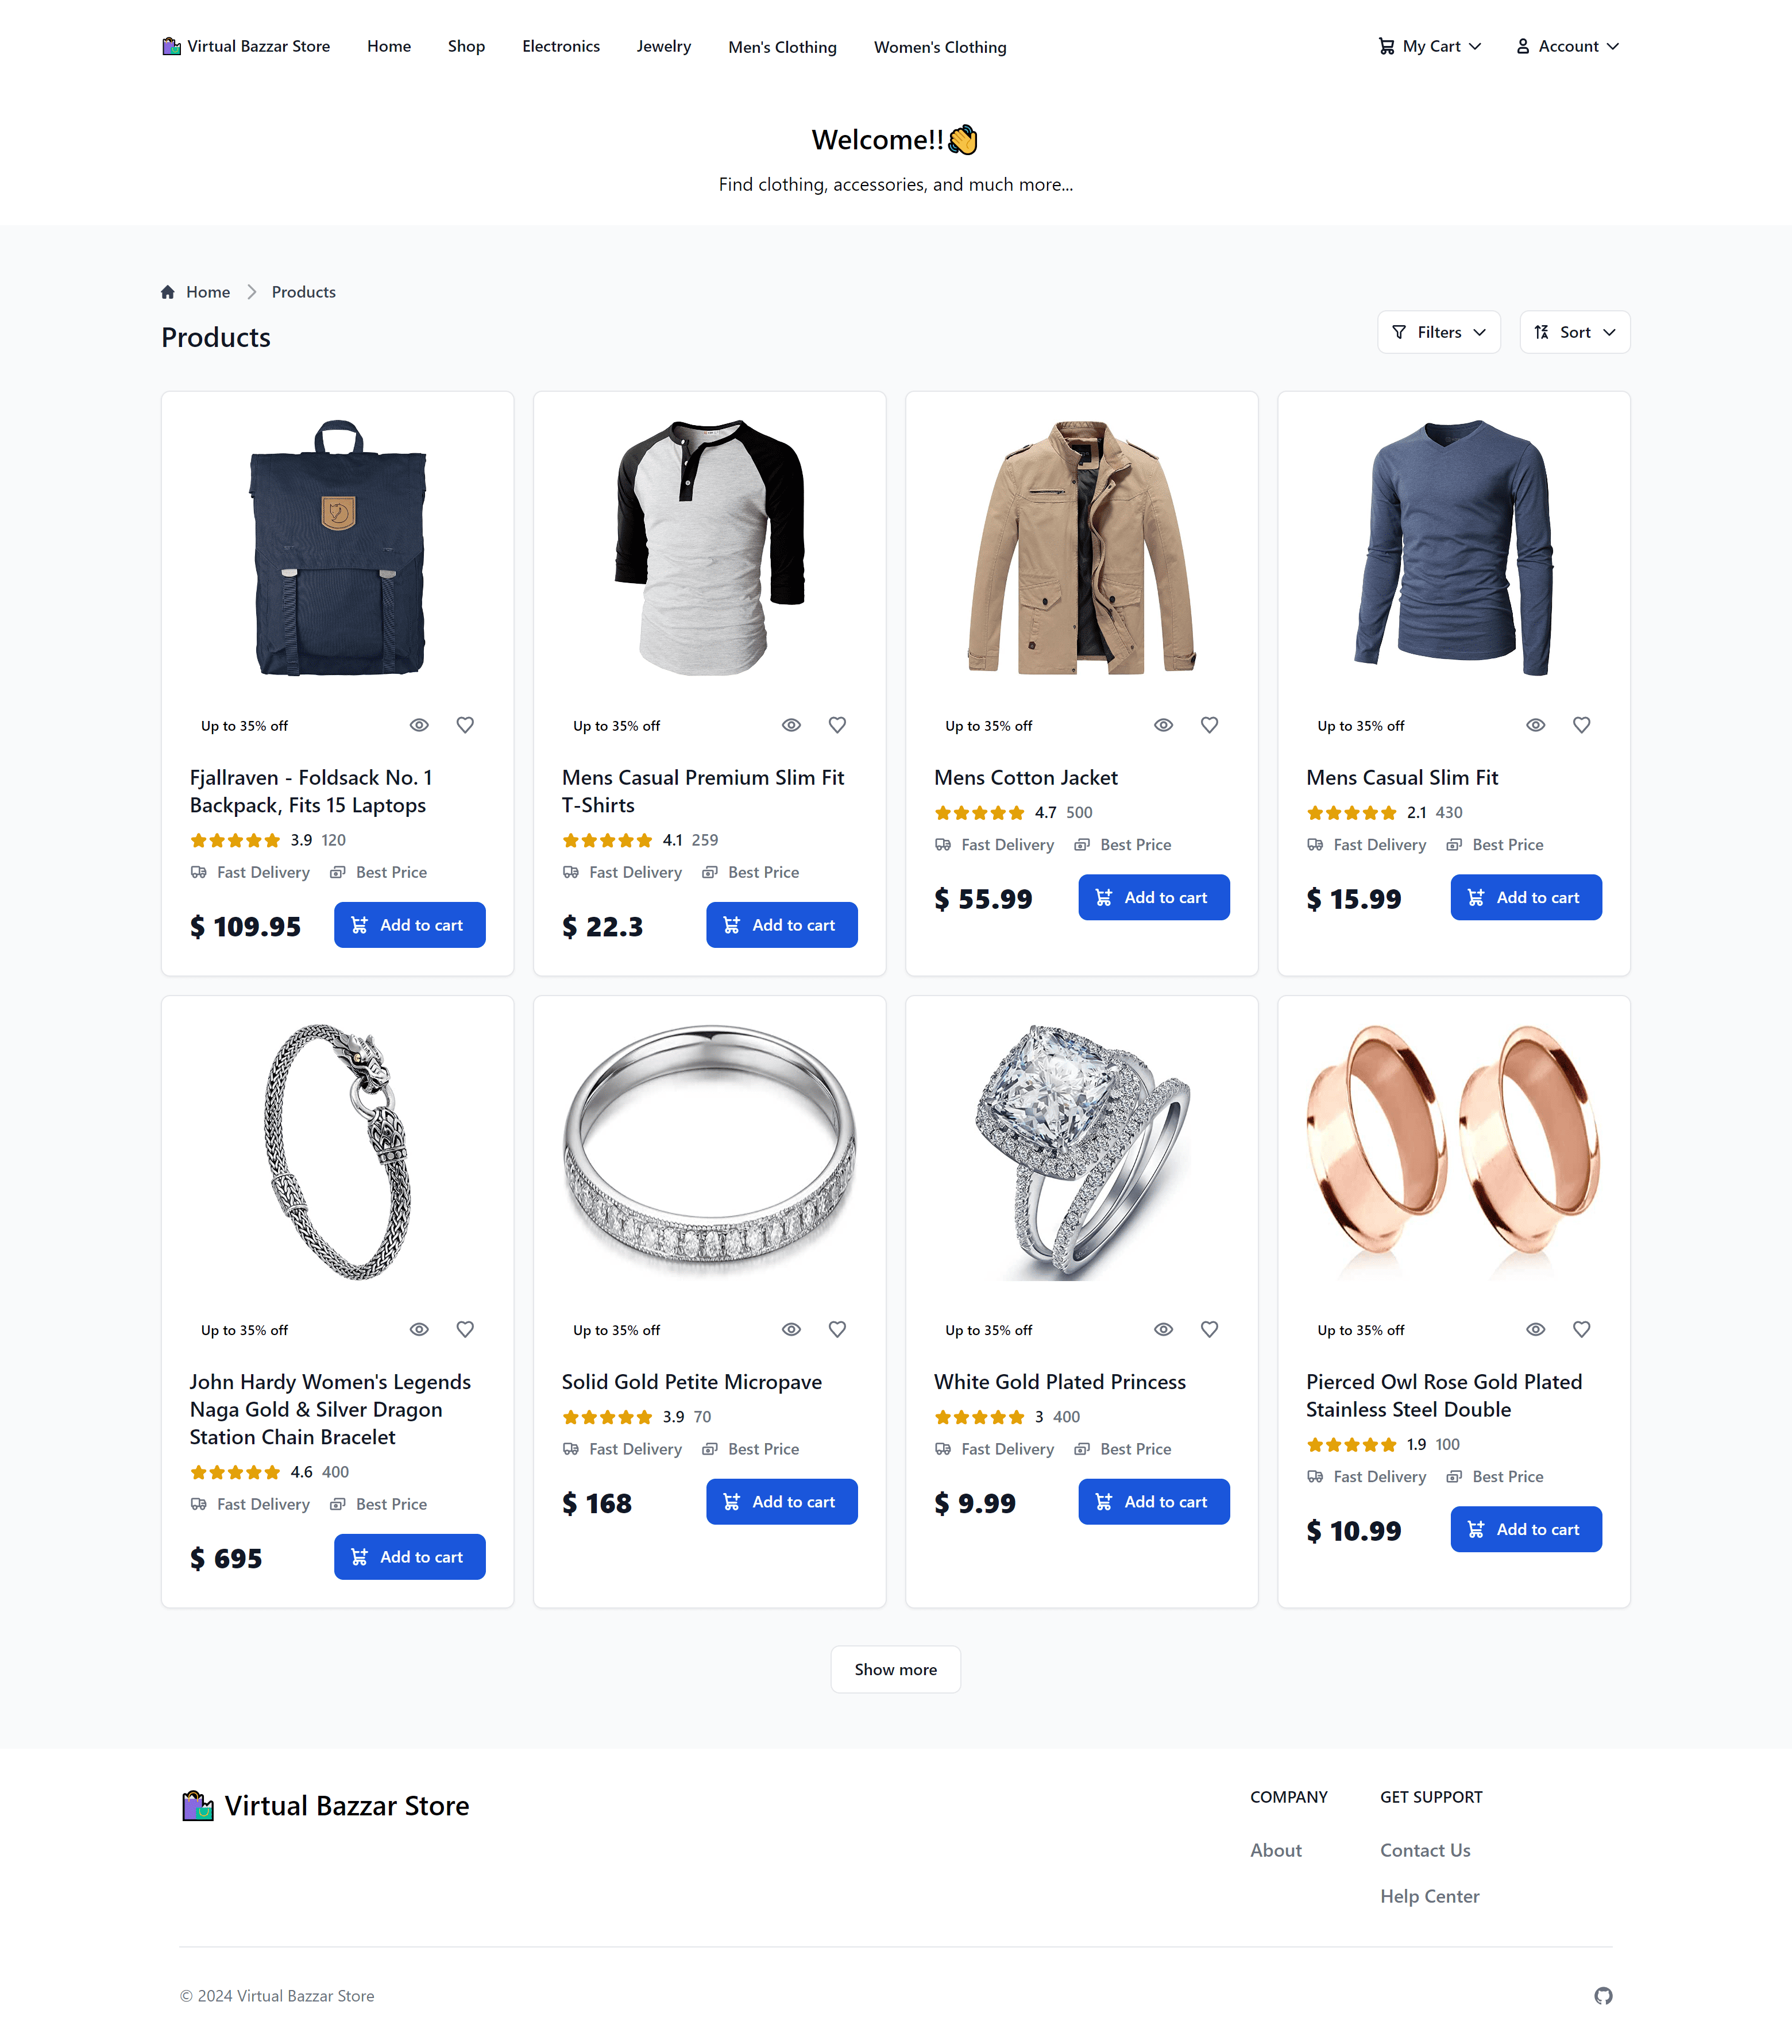 Virtual Bazzar Store Home Shop Electronics Jewelry Men's Clothing Women's Clothing My Cart Account
Welcome!!
Find clothing, accessories, and much more...
Home Products
Products
Filters Sort
Up to 35% off
Fjallraven - Foldsack No. 1
Backpack, Fits 15 Laptops
3.9 120
Fast Delivery Best Price
$ 109.95 Add to cart
Up to 35% off
Mens Casual Premium Slim Fit
T-Shirts
4.1 259
Fast Delivery Best Price
$ 22.3 Add to cart
Up to 35% off
Mens Cotton Jacket
4.7 500
Fast Delivery Best Price
$ 55.99 Add to cart
Up to 35% off
Mens Casual Slim Fit
2.1 430
Fast Delivery Best Price
$ 15.99 Add to cart
Up to 35% off
John Hardy Women's Legends
Naga Gold & Silver Dragon
Station Chain Bracelet
4.6 400
Fast Delivery Best Price
$ 695 Add to cart
Up to 35% off
Solid Gold Petite Micropave
3.9 70
Fast Delivery Best Price
$ 168 Add to cart
Up to 35% off
White Gold Plated Princess
3 400
Fast Delivery Best Price
$ 9.99 Add to cart
Up to 35% off
Pierced Owl Rose Gold Plated
Stainless Steel Double
1.9 100
Fast Delivery Best Price
$ 10.99 Add to cart
Show more
Virtual Bazzar Store
COMPANY
About
GET SUPPORT
Contact Us
Help Center
© 2024 Virtual Bazzar Store